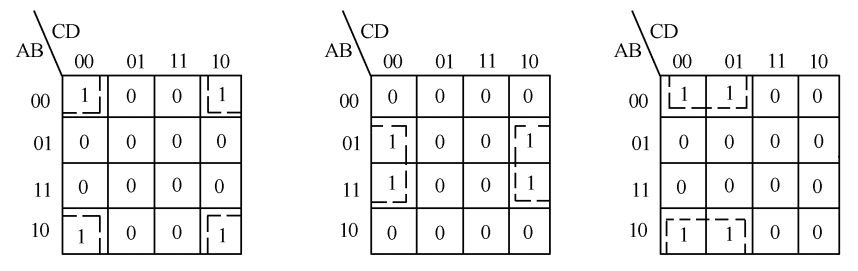 CD CD CD
AB AB AB
00 01 11 10 00 01 11 10 00 01 11 10
00 1 0 0 1 00 0 0 0 0 00 1 1 0 0
01 0 0 0 0 01 1 0 0 1 01 0 0 0 0
11 0 0 0 0 11 1 0 0 1 11 0 0 0 0
10 1 0 0 1 10 0 0 0 0 10 1 1 0 0